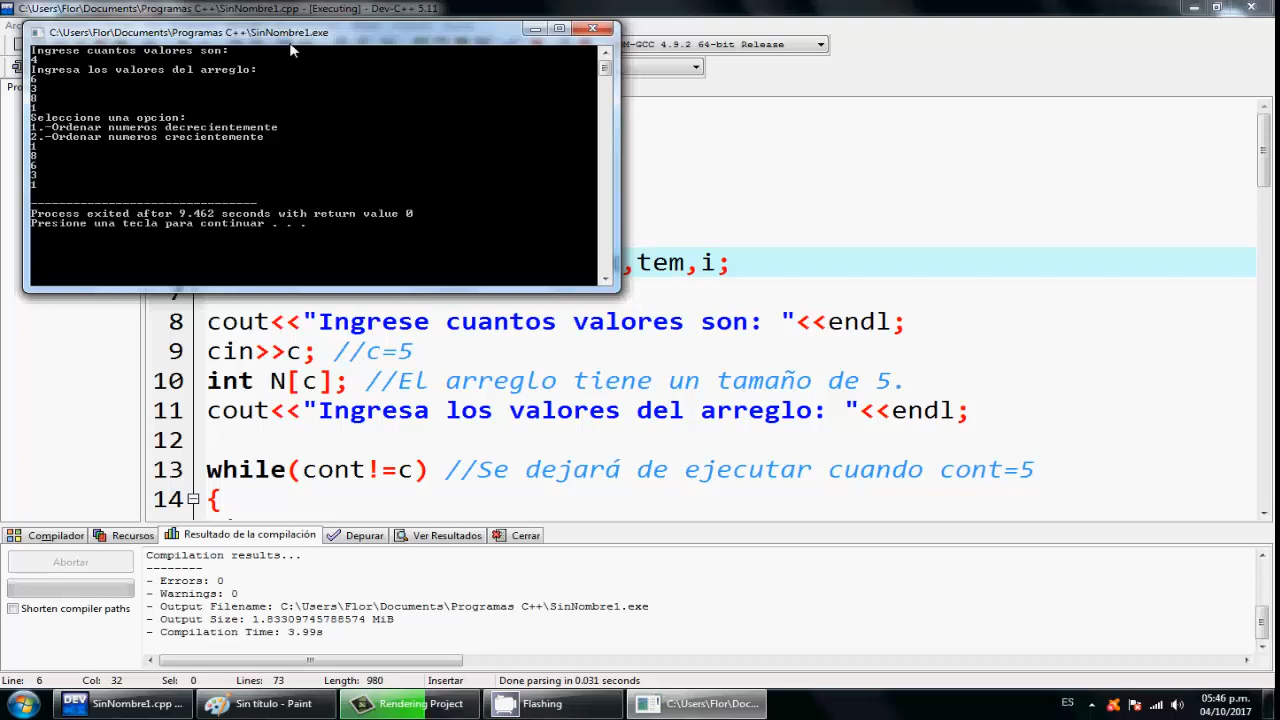 C:\Users\Flor\Documents\Programas C++\SinNombre1.cpp - [Executing] - Dev-C++ 5.11
C:\Users\Flor\Documents\Programas C++\SinNombre1.exe
M-GCC 4.9.2 64-bit Release
Ingrese cuantos valores son:
4
Ingresa los valores del arreglo:
6
3
8
1
Seleccione una opcion:
1.-Ordenar numeros decrecientemente
2.-Ordenar numeros crecientemente
1
8
6
3
1
--------------------------------
Process exited after 9.462 seconds with return value 0
Presione una tecla para continuar . . .
,tem,i;
7
8 cout<<"Ingrese cuantos valores son: "<<endl;
9 cin>>c; //c=5
10 int N[c]; //El arreglo tiene un tamaño de 5.
11 cout<<"Ingresa los valores del arreglo: "<<endl;
12
13 while(cont!=c) //Se dejará de ejecutar cuando cont=5
14 {
Compilador Recursos Resultado de la compilación Depurar Ver Resultados Cerrar
Abortar
Shorten compiler paths
Compilation results...
--------
- Errors: 0
- Warnings: 0
- Output Filename: C:\Users\Flor\Documents\Programas C++\SinNombre1.exe
- Output Size: 1.83309745788574 MiB
- Compilation Time: 3.99s
Line: 6 Col: 32 Sel: 0 Lines: 73 Length: 980 Insertar Done parsing in 0.031 seconds
DEV SinNombre1.cpp ... Sin título - Paint Rendering Project Flashing C:\Users\Flor\Doc... ES 05:46 p.m.
04/10/2017